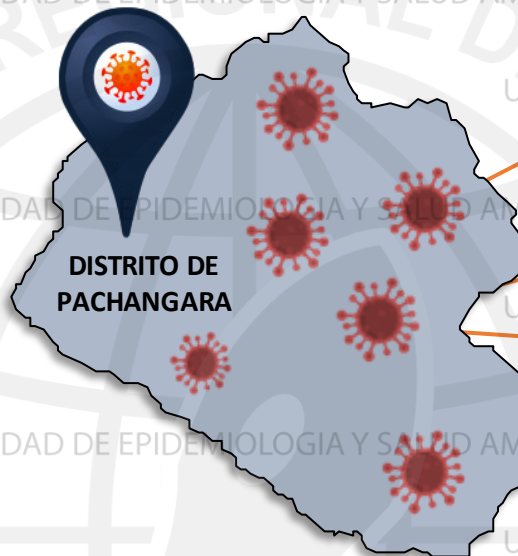 DAD DE EPIDEMIOLOGIA Y SALUD AM
DISTRITO DE
PACHANGARA
DAD DE EPIDEMIOLOGIA Y SALUD AM